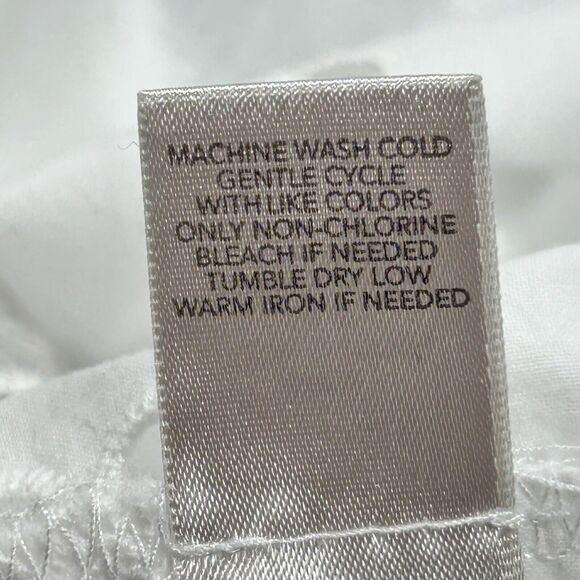 MACHINE WASH COLD
GENTLE CYCLE
WITH LIKE COLORS
ONLY NON-CHLORINE
BLEACH IF NEEDED
TUMBLE DRY LOW
WARM IRON IF NEEDED